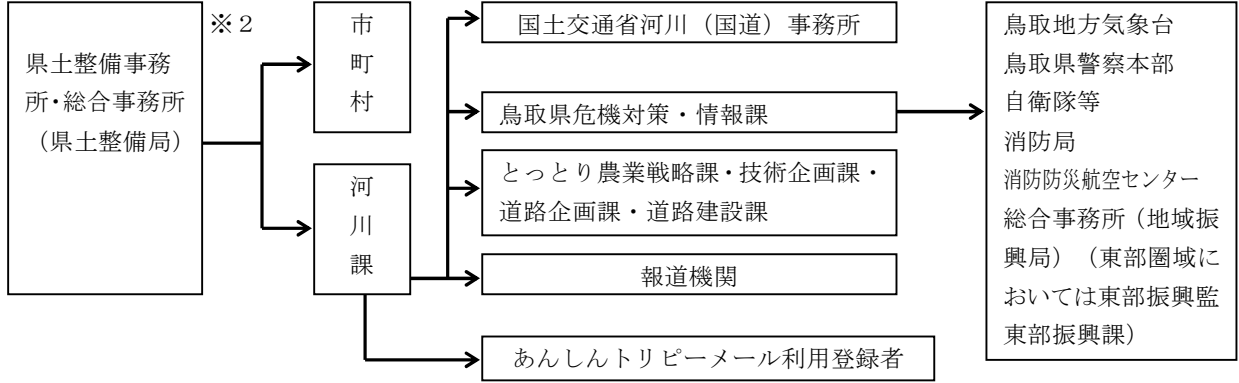 県土整備事務
所・総合事務所
（県土整備局）
※２
市
町
村
河
川
課
国土交通省河川（国道）事務所
鳥取県危機対策・情報課
とっとり農業戦略課・技術企画課・
道路企画課・道路建設課
報道機関
あんしんトリピーメール利用登録者
鳥取地方気象台
鳥取県警察本部
自衛隊等
消防局
消防防災航空センター
総合事務所（地域振
興局）（東部圏域に
おいては東部振興監
東部振興課）